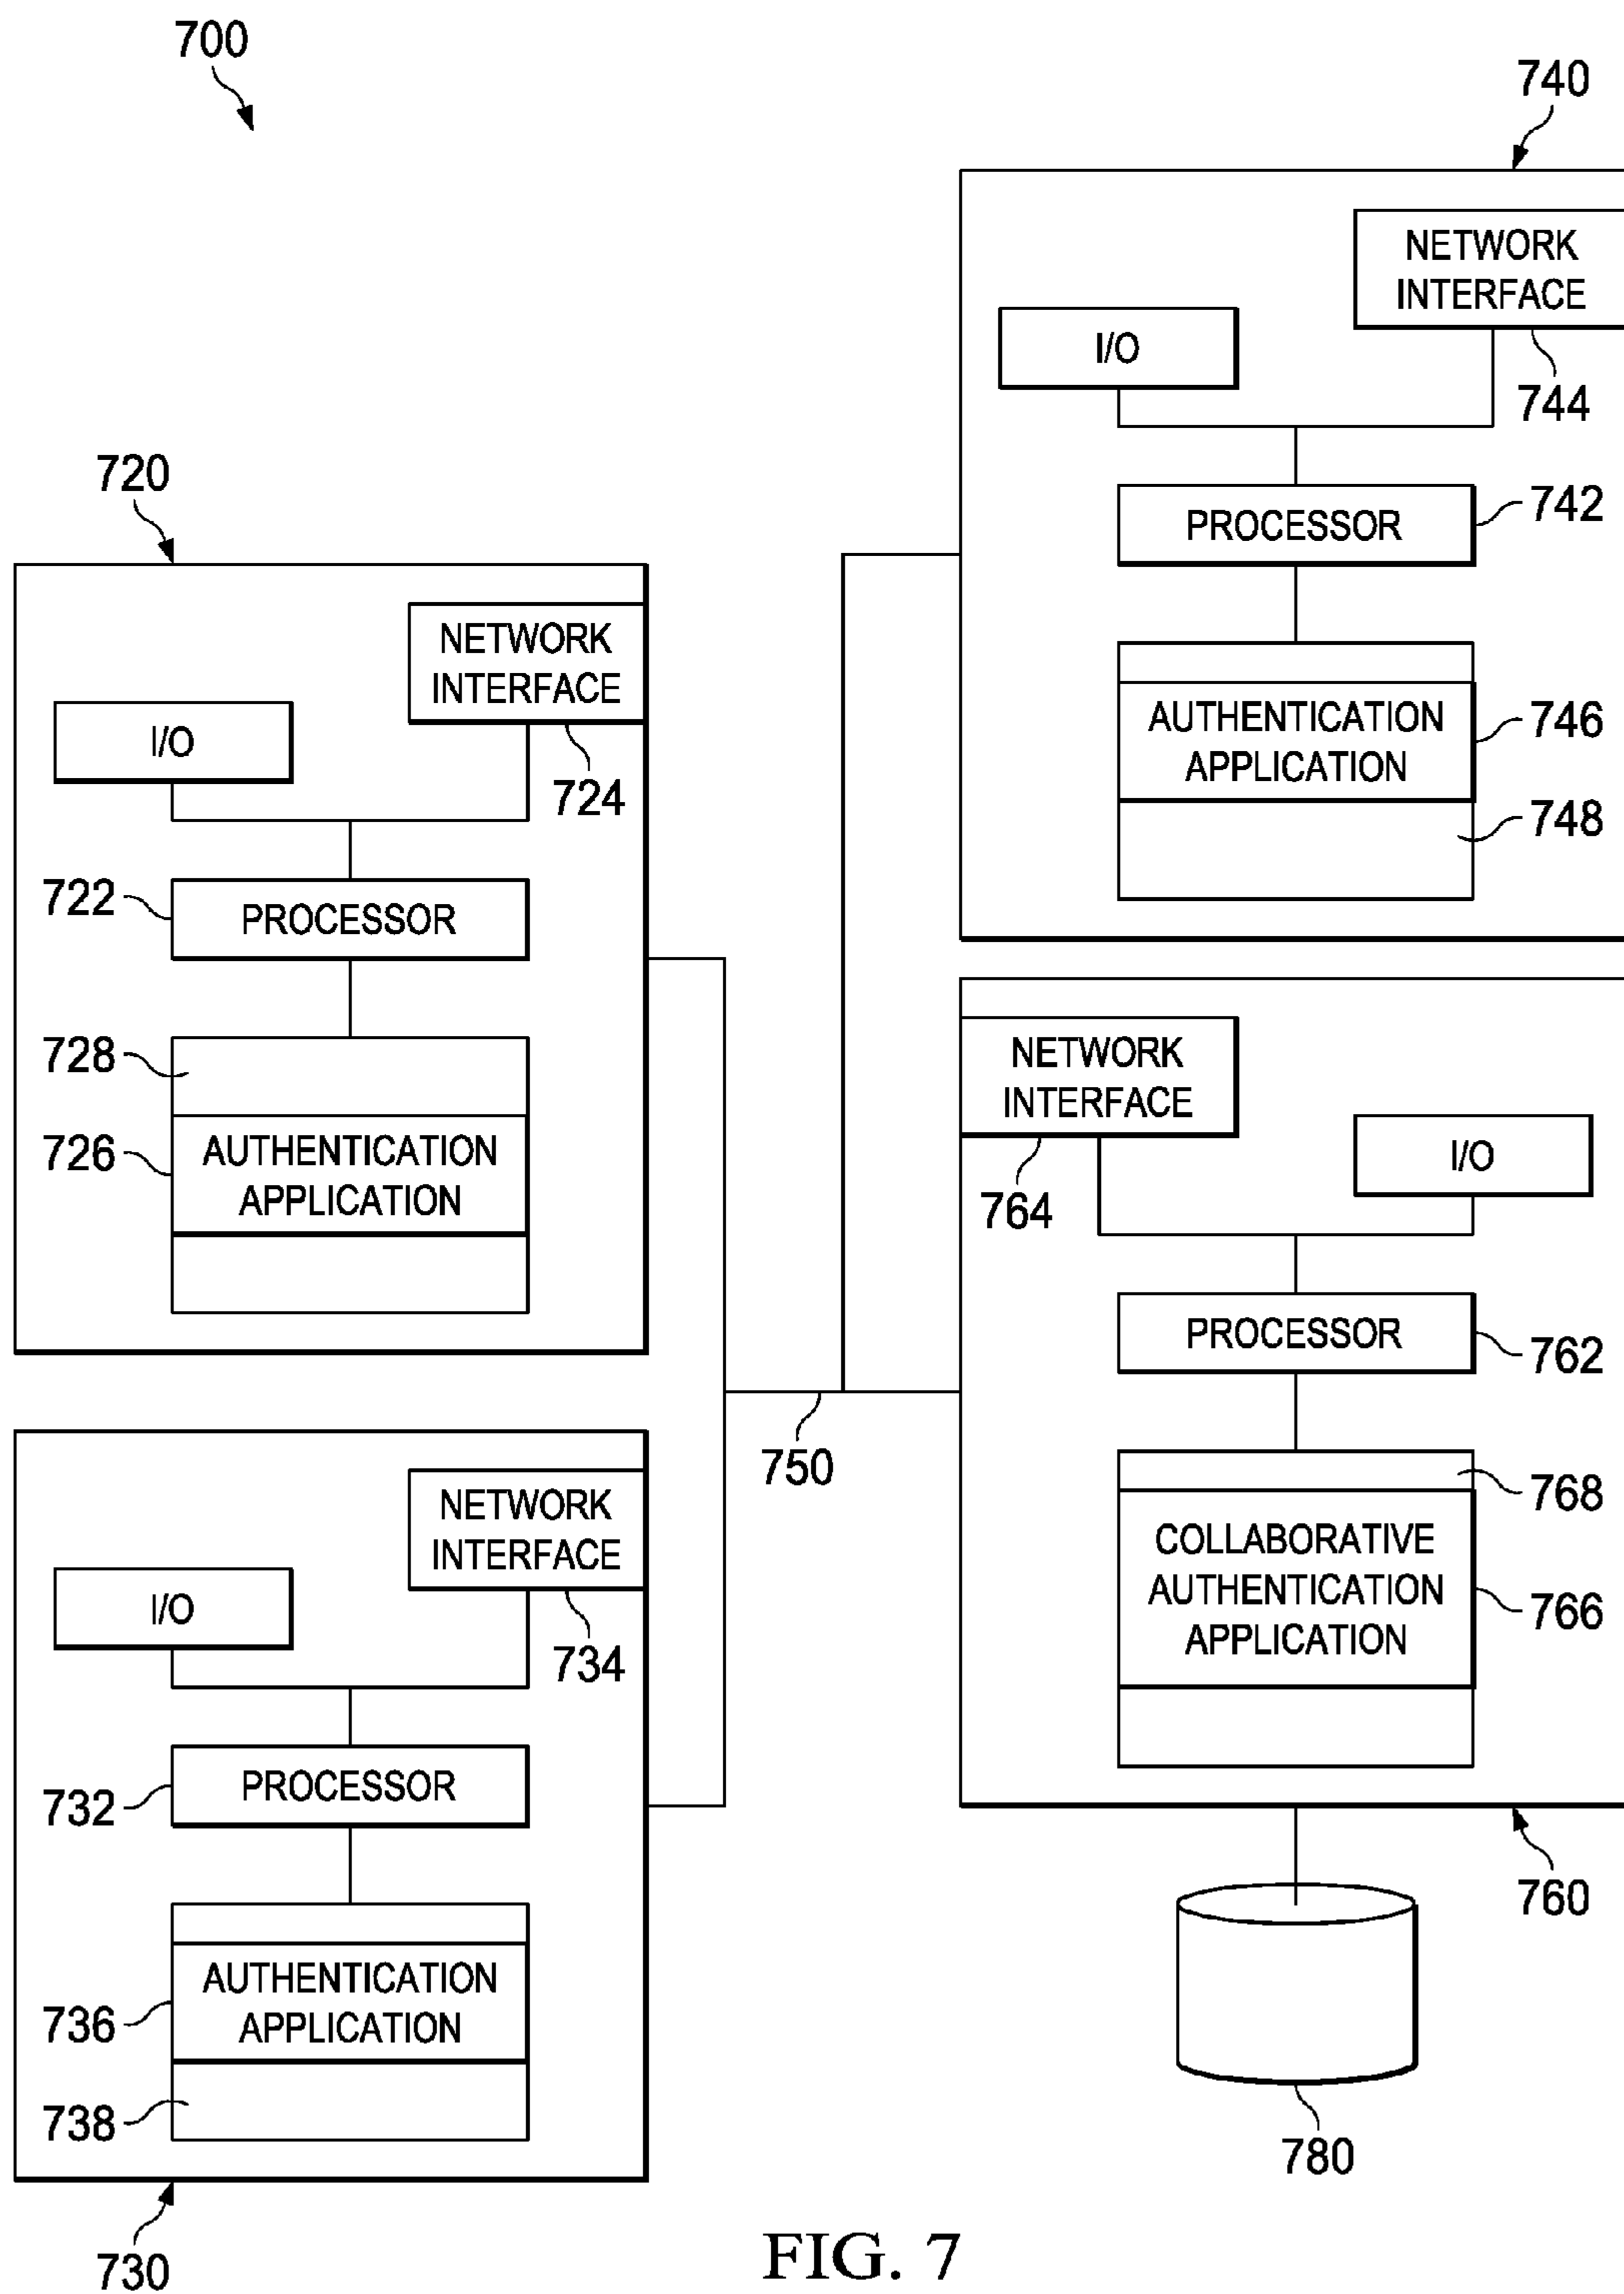 700
720
NETWORK
INTERFACE
I/O
724
722
PROCESSOR
728
726
AUTHENTICATION
APPLICATION
NETWORK
INTERFACE
I/O
734
732
PROCESSOR
736
AUTHENTICATION
APPLICATION
738
730
750
740
NETWORK
INTERFACE
I/O
744
742
PROCESSOR
746
AUTHENTICATION
APPLICATION
748
NETWORK
INTERFACE
I/O
764
PROCESSOR
762
768
COLLABORATIVE
AUTHENTICATION
APPLICATION
766
760
780
FIG. 7